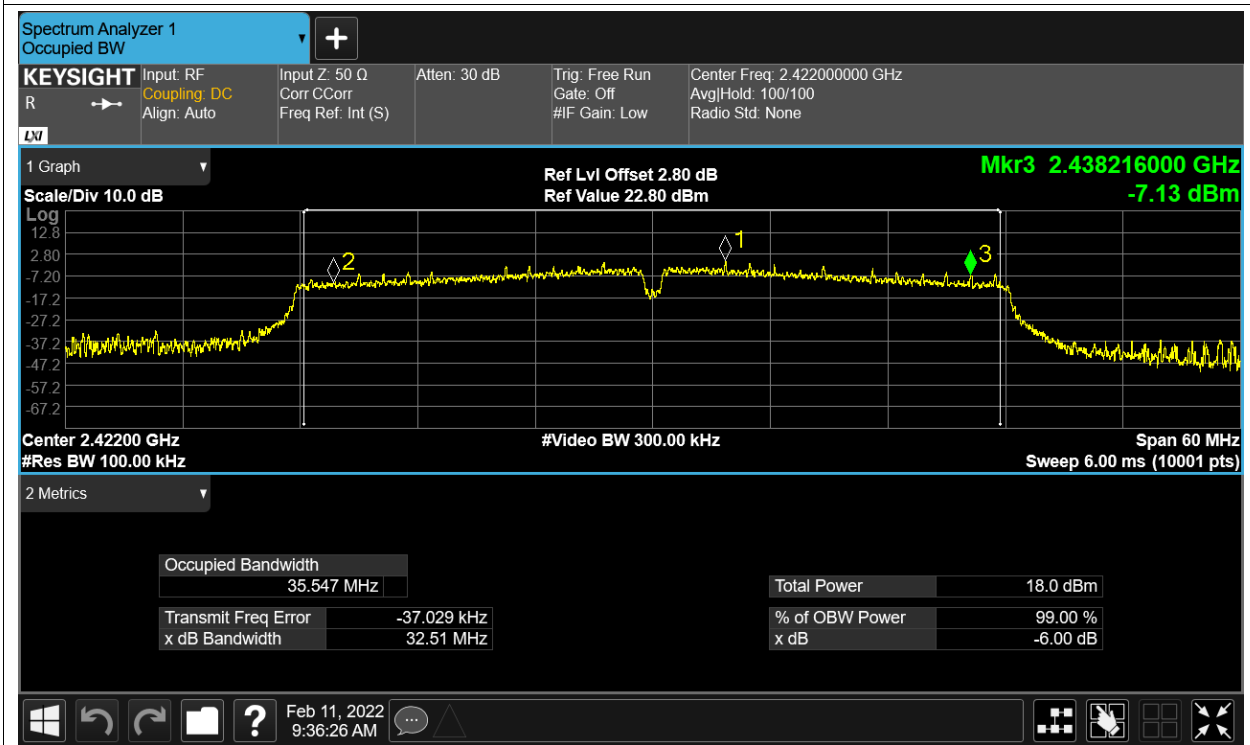 Spectrum Analyzer 1
Occupied BW
▼
+
KEYSIGHT
R
LXI
Input: RF
Coupling: DC
Align: Auto
Input Z: 50 Ω
Corr CCorr
Freq Ref: Int (S)
Atten: 30 dB
Trig: Free Run
Gate: Off
#IF Gain: Low
Center Freq: 2.422000000 GHz
Avg|Hold: 100/100
Radio Std: None
1 Graph ▼
Scale/Div 10.0 dB
Ref Lvl Offset 2.80 dB
Ref Value 22.80 dBm
Mkr3 2.438216000 GHz
-7.13 dBm
Log
12.8
2.80
-7.20
-17.2
-27.2
-37.2
-47.2
-57.2
-67.2
2
1
3
Center 2.42200 GHz
#Res BW 100.00 kHz
#Video BW 300.00 kHz
Span 60 MHz
Sweep 6.00 ms (10001 pts)
2 Metrics ▼
Occupied Bandwidth
35.547 MHz
Transmit Freq Error -37.029 kHz
x dB Bandwidth 32.51 MHz
Total Power 18.0 dBm
% of OBW Power 99.00 %
x dB -6.00 dB
?
Feb 11, 2022
9:36:26 AM